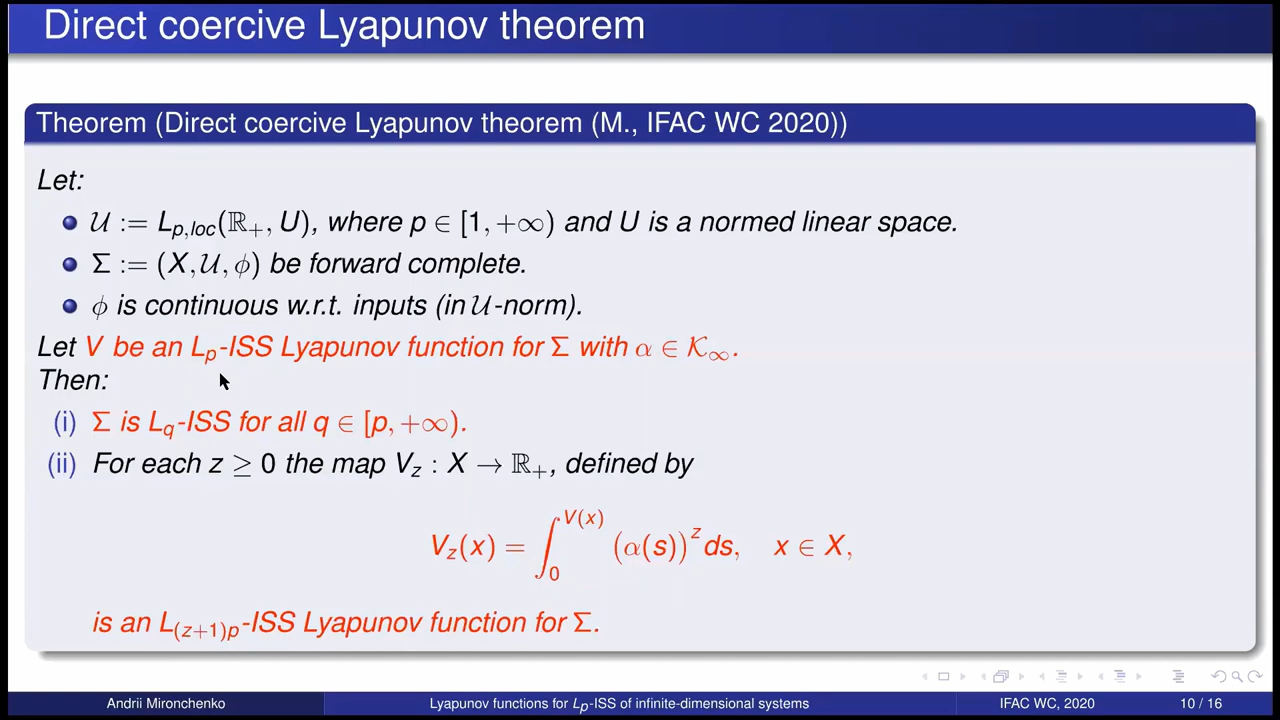 Direct coercive Lyapunov theorem
Theorem (Direct coercive Lyapunov theorem (M., IFAC WC 2020))
Let:
𝒰 := L_{p,loc}(ℝ₊, U), where p ∈ [1, +∞) and U is a normed linear space.
Σ := (X, 𝒰, ϕ) be forward complete.
ϕ is continuous w.r.t. inputs (in 𝒰-norm).
Let V be an L_p-ISS Lyapunov function for Σ with α ∈ 𝒦_∞.
Then:
(i) Σ is L_q-ISS for all q ∈ [p, +∞).
(ii) For each z ≥ 0 the map V_z : X → ℝ₊, defined by
V_z(x) = ∫_0^{V(x)} (α(s))^z ds, x ∈ X,
is an L_{(z+1)p}-ISS Lyapunov function for Σ.
Andrii Mironchenko Lyapunov functions for L_p-ISS of infinite-dimensional systems IFAC WC, 2020 10 / 16